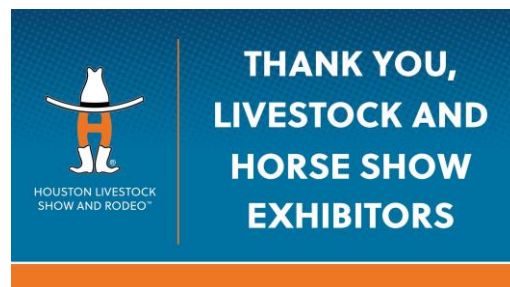 HOUSTON LIVESTOCK
SHOW AND RODEO™
THANK YOU,
LIVESTOCK AND
HORSE SHOW
EXHIBITORS
H
®